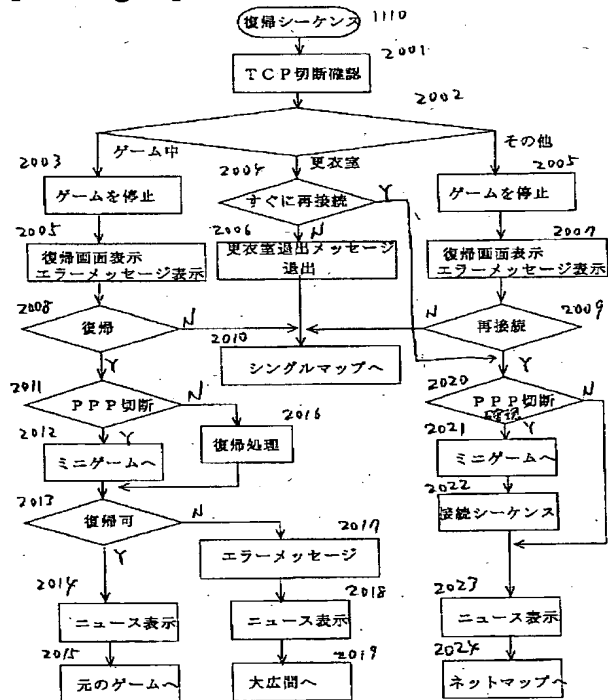 復帰シーケンス
1110
2001
TCP切断確認
2002
ゲーム中
更衣室
その他
2003
2004
2005
ゲームを停止
すぐに再接続
Y
ゲームを停止
2005
2006
N
2007
復帰画面表示
エラーメッセージ表示
更衣室退出メッセージ
退出
復帰画面表示
エラーメッセージ表示
2008
2009
復帰
N
N
再接続
2010
Y
シングルマップへ
Y
2011
2020
PPP切断
N
PPP切断
確認
N
2012
Y
2016
2021
Y
ミニゲームへ
復帰処理
ミニゲームへ
2013
2022
復帰可
N
接続シーケンス
2017
Y
エラーメッセージ
2014
2018
2023
ニュース表示
ニュース表示
ニュース表示
2015
2019
2024
元のゲームへ
大広間へ
ネットマップへ